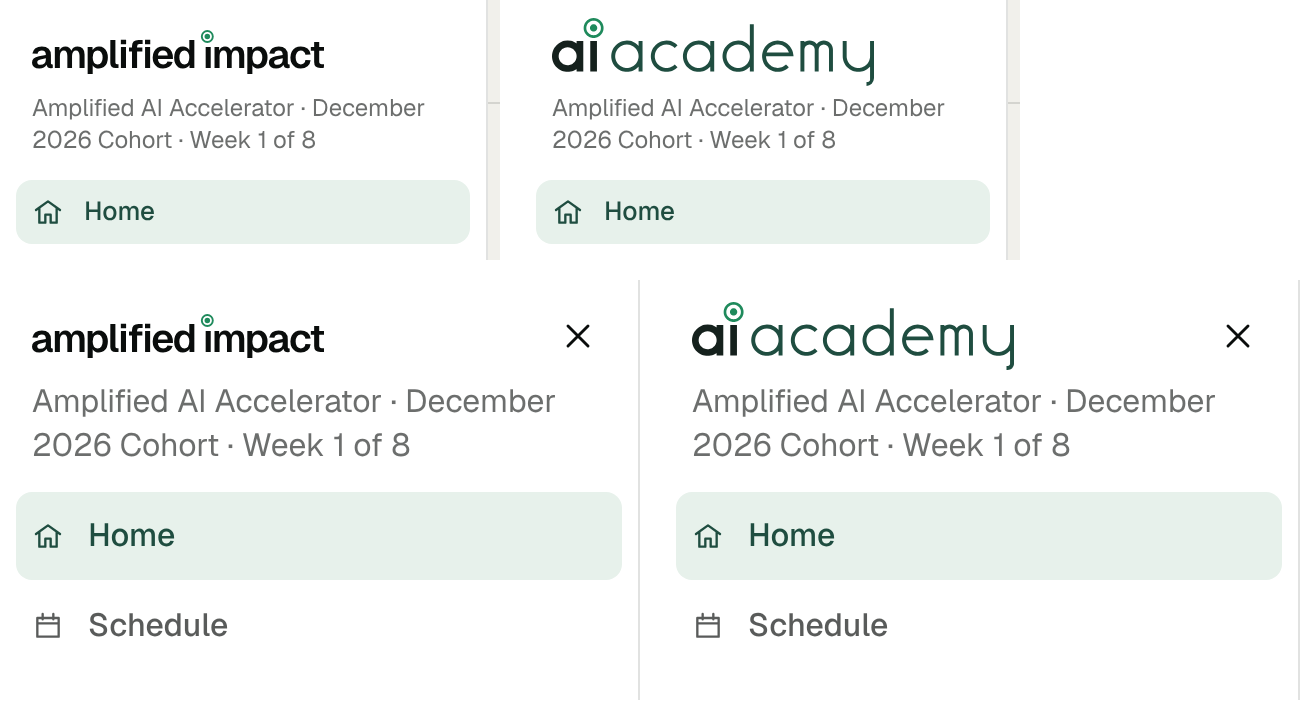 amplified impact
Amplified AI Accelerator · December
2026 Cohort · Week 1 of 8
Home
ai academy
Amplified AI Accelerator · December
2026 Cohort · Week 1 of 8
Home
amplified impact
Amplified AI Accelerator · December
2026 Cohort · Week 1 of 8
Home
Schedule
ai academy
Amplified AI Accelerator · December
2026 Cohort · Week 1 of 8
Home
Schedule